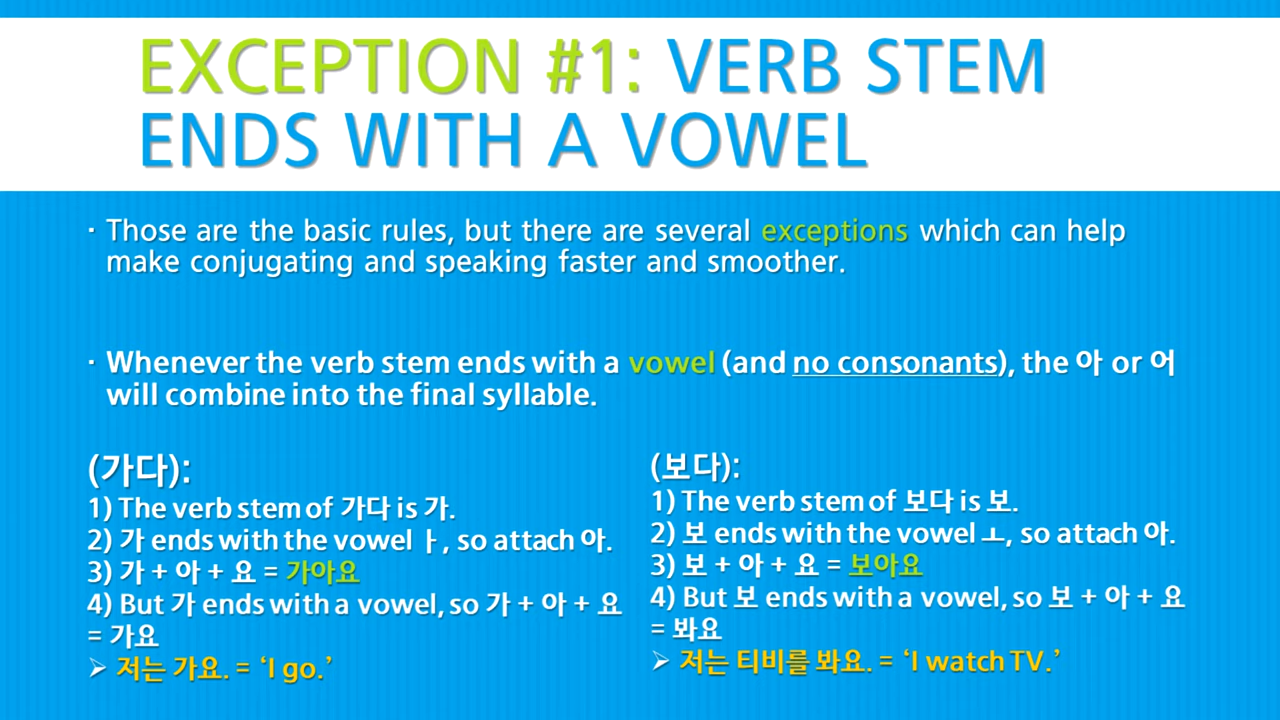 EXCEPTION #1: VERB STEM
ENDS WITH A VOWEL
· Those are the basic rules, but there are several exceptions which can help
make conjugating and speaking faster and smoother.
· Whenever the verb stem ends with a vowel (and no consonants), the 아 or 어
will combine into the final syllable.
(가다):
1) The verb stem of 가다 is 가.
2) 가 ends with the vowel ㅏ, so attach 아.
3) 가 + 아 + 요 = 가아요
4) But 가 ends with a vowel, so 가 + 아 + 요
= 가요
➢ 저는 가요. = ‘I go.’
(보다):
1) The verb stem of 보다 is 보.
2) 보 ends with the vowel ㅗ, so attach 아.
3) 보 + 아 + 요 = 보아요
4) But 보 ends with a vowel, so 보 + 아 + 요
= 봐요
➢ 저는 티비를 봐요. = ‘I watch TV.’